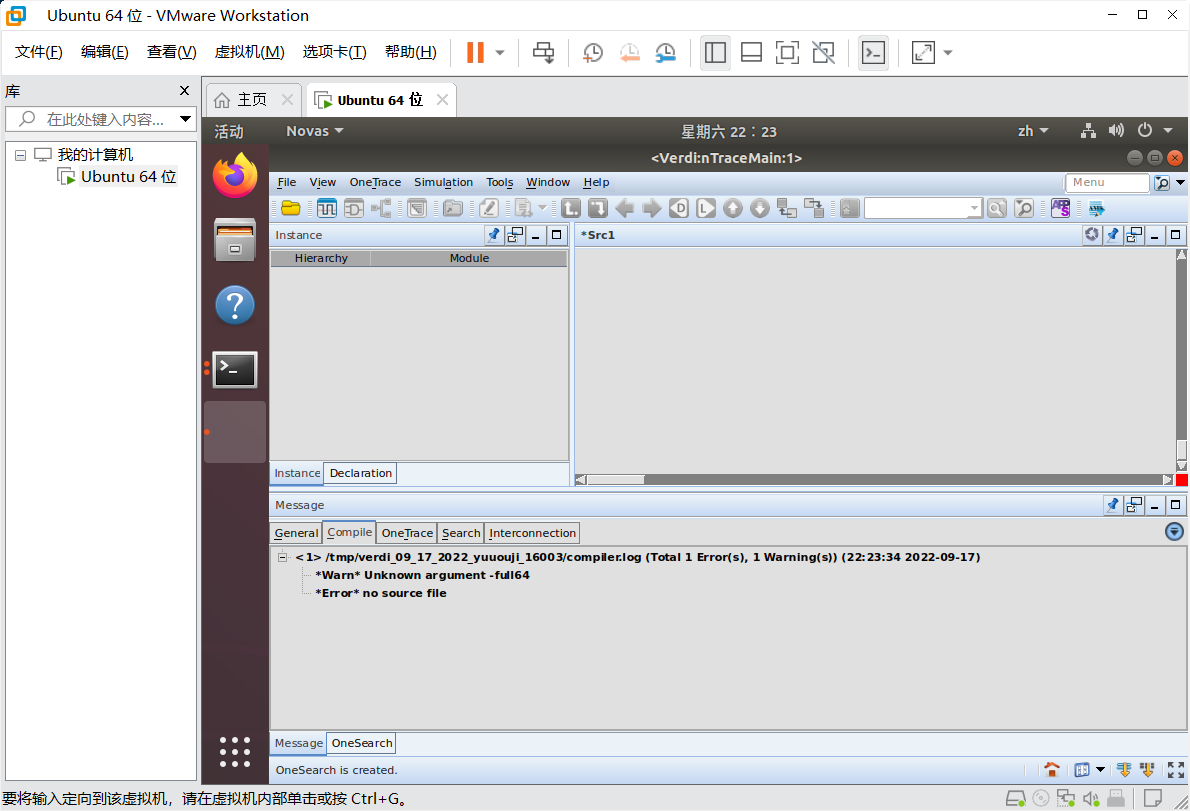 Ubuntu 64 位 - VMware Workstation
文件(F) 编辑(E) 查看(V) 虚拟机(M) 选项卡(T) 帮助(H)
库
在此处键入内容...
我的计算机
Ubuntu 64 位
主页 Ubuntu 64 位
活动 Novas 星期六 22：23 zh
<Verdi:nTraceMain:1>
File View OneTrace Simulation Tools Window Help Menu
Instance *Src1
Hierarchy Module
Instance Declaration
Message
General Compile OneTrace Search Interconnection
<1> /tmp/verdi_09_17_2022_yuuouji_16003/compiler.log (Total 1 Error(s), 1 Warning(s)) (22:23:34 2022-09-17)
*Warn* Unknown argument -full64
*Error* no source file
Message OneSearch
OneSearch is created.
要将输入定向到该虚拟机，请在虚拟机内部单击或按 Ctrl+G。